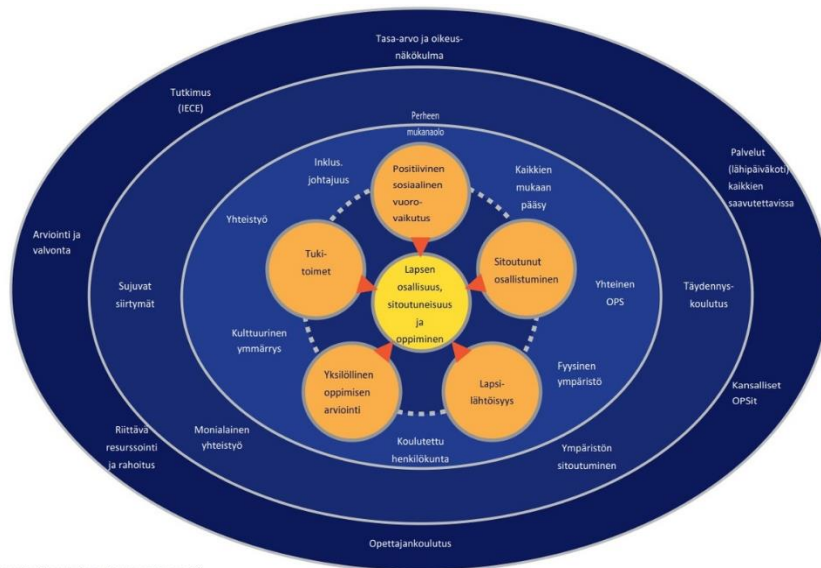 Tasa-arvo ja oikeus-
näkökulma
Tutkimus
(IECE)
Perheen
mukanaolo
Palvelut
(lähipäiväkoti)
kaikkien
saavutettavissa
Inklus.
johtajuus
Positiivinen
sosiaalinen
vuoro-
vaikutus
Kaikkien
mukaan
pääsy
Yhteistyö
Arviointi ja
valvonta
Tuki-
toimet
Lapsen
osallisuus,
sitoutuneisuus
ja
oppiminen
Sitoutunut
osallistuminen
Sujuvat
siirtymät
Yhteinen
OPS
Täydennys-
koulutus
Kulttuurinen
ymmärrys
Yksilöllinen
oppimisen
arviointi
Lapsi-
lähtöisyys
Fyysinen
ympäristö
Kansalliset
OPSit
Riittävä
resurssointi
ja rahoitus
Monialainen
yhteistyö
Koulutettu
henkilökunta
Ympäristön
sitoutuminen
Opettajankoulutus